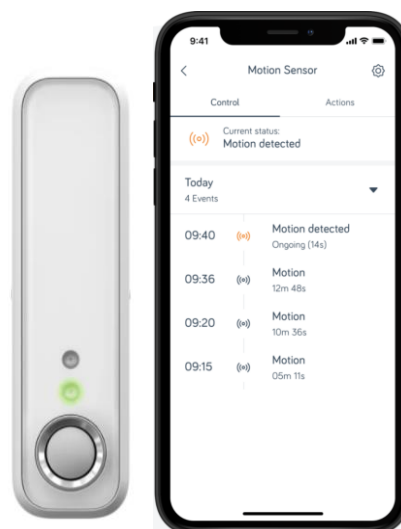 9:41
Motion Sensor
Control Actions
Current status:
Motion detected
Today
4 Events
09:40 Motion detected
Ongoing (14s)
09:36 Motion
12m 48s
09:20 Motion
10m 36s
09:15 Motion
05m 11s